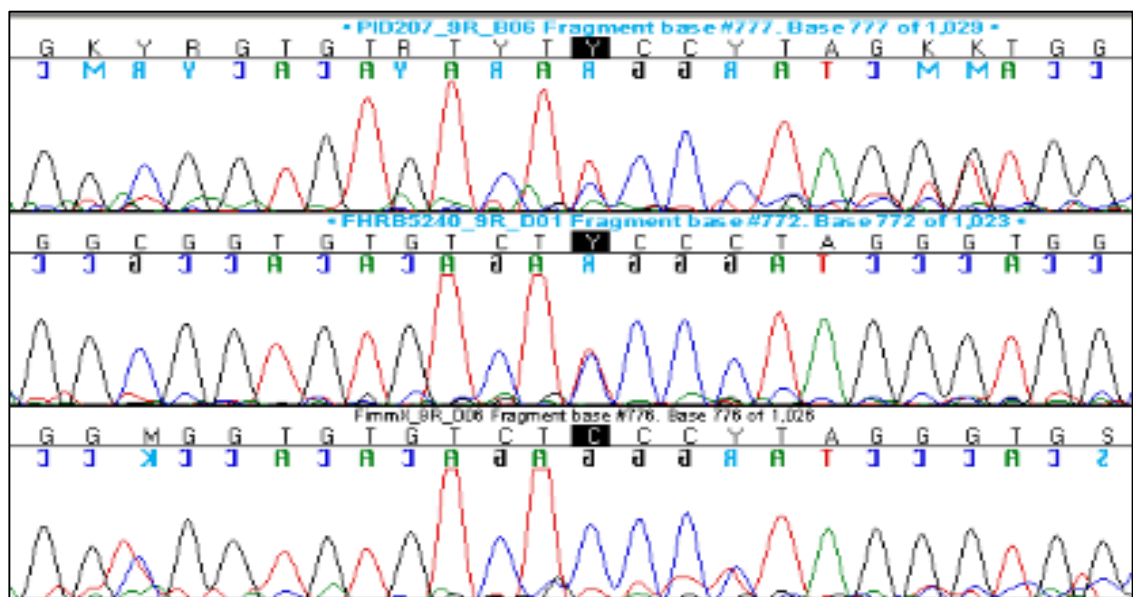 • PID207_9R_B06 Fragment base #777. Base 777 of 1,029 •
G K Y R G T G T R T Y T Y C C Y T A G K K T G G
C M R Y C A C A Y A R A R G G R A T C M M A C C
• FHRB5240_9R_D01 Fragment base #772. Base 772 of 1,023 •
G G C G G T G T G T C T Y C C C T A G G G T G G
C C G C C A C A C A G A R G G G A T C C C A C C
FimmX_9R_D06 Fragment base #776. Base 776 of 1,026
G G M G G T G T G T C T C C C Y T A G G G T G S
C C K C C A C A C A G A G G G R A T C C C A C S